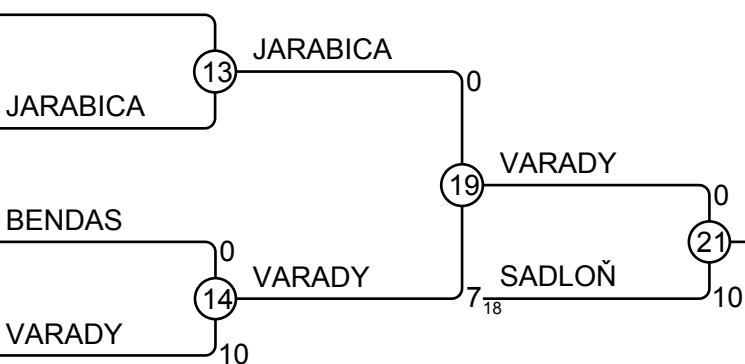 JARABICA
13
0
JARABICA
VARADY
19
0
BENDAS
21
0
VARADY
SADLOŇ
14
7
18
10
VARADY
10